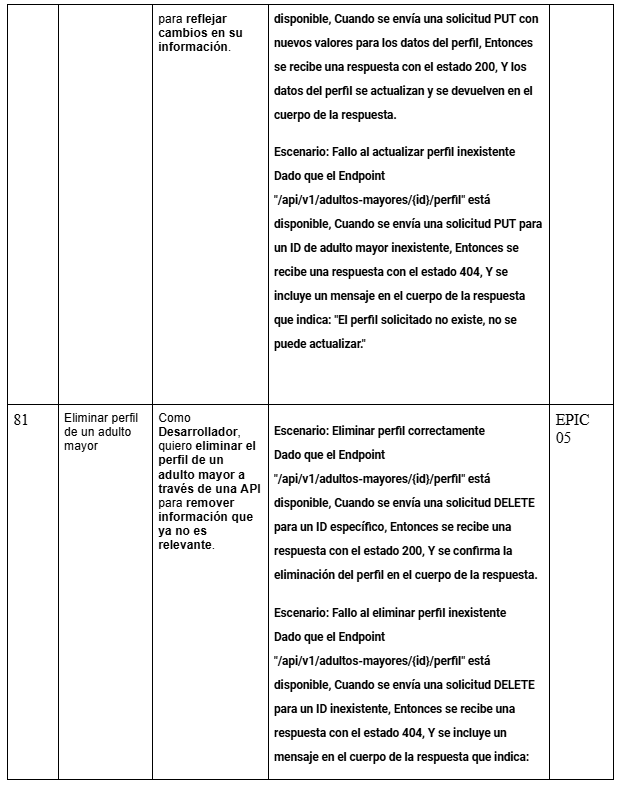 para reflejar
cambios en su
información.
disponible, Cuando se envía una solicitud PUT con
nuevos valores para los datos del perfil, Entonces
se recibe una respuesta con el estado 200, Y los
datos del perfil se actualizan y se devuelven en el
cuerpo de la respuesta.
Escenario: Fallo al actualizar perfil inexistente
Dado que el Endpoint
"/api/v1/adultos-mayores/{id}/perfil" está
disponible, Cuando se envía una solicitud PUT para
un ID de adulto mayor inexistente, Entonces se
recibe una respuesta con el estado 404, Y se
incluye un mensaje en el cuerpo de la respuesta
que indica: "El perfil solicitado no existe, no se
puede actualizar."
81
Eliminar perfil
de un adulto
mayor
Como
Desarrollador,
quiero eliminar el
perfil de un
adulto mayor a
través de una API
para remover
información que
ya no es
relevante.
Escenario: Eliminar perfil correctamente
Dado que el Endpoint
"/api/v1/adultos-mayores/{id}/perfil" está
disponible, Cuando se envía una solicitud DELETE
para un ID específico, Entonces se recibe una
respuesta con el estado 200, Y se confirma la
eliminación del perfil en el cuerpo de la respuesta.
Escenario: Fallo al eliminar perfil inexistente
Dado que el Endpoint
"/api/v1/adultos-mayores/{id}/perfil" está
disponible, Cuando se envía una solicitud DELETE
para un ID inexistente, Entonces se recibe una
respuesta con el estado 404, Y se incluye un
mensaje en el cuerpo de la respuesta que indica:
EPIC
05